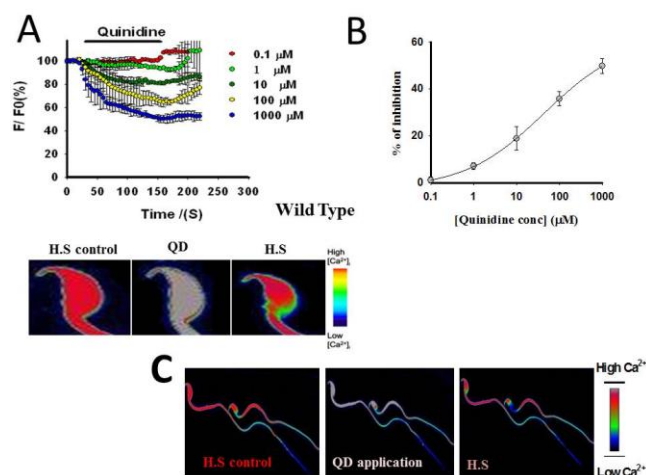 A
Quinidine
120
100
80
60
40
20
0
F/ F0(%)
0 50 100 150 200 250 300
Time /(S)
0.1 μM
1 μM
10 μM
100 μM
1000 μM
Wild Type
B
60
40
20
0
% of inhibition
0.1 1 10 100 1000
[Quinidine conc] (μM)
H.S control QD H.S
High
[Ca²⁺]ᵢ
Low
[Ca²⁺]ᵢ
C
H.S control
QD application
H.S
High Ca²⁺
Low Ca²⁺